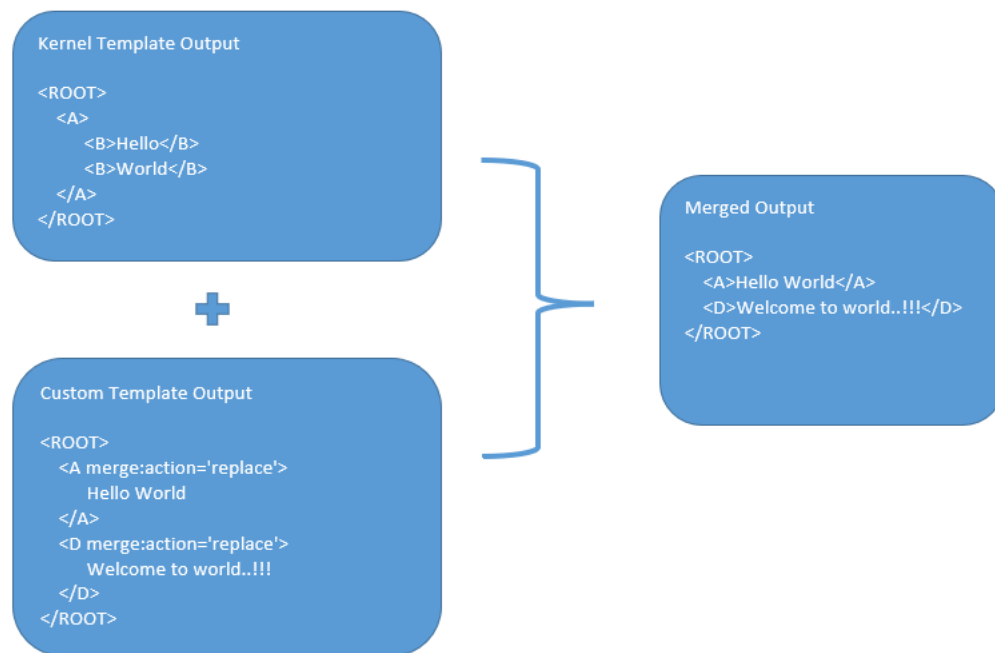 Kernel Template Output
<ROOT>
<A>
<B>Hello</B>
<B>World</B>
</A>
</ROOT>
Custom Template Output
<ROOT>
<A merge:action='replace'>
Hello World
</A>
<D merge:action='replace'>
Welcome to world..!!!
</D>
</ROOT>
Merged Output
<ROOT>
<A>Hello World</A>
<D>Welcome to world..!!!</D>
</ROOT>